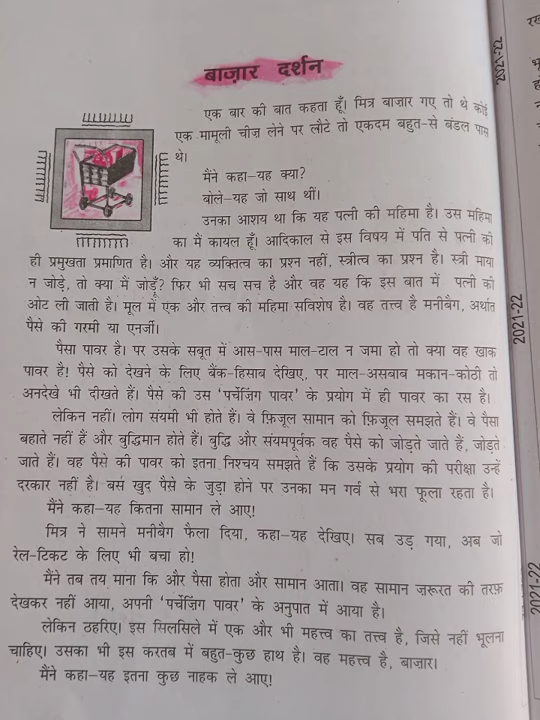 बाज़ार दर्शन
एक बार की बात कहता हूँ। मित्र बाज़ार गए तो थे कोई
एक मामूली चीज़ लेने पर लौटे तो एकदम बहुत-से बंडल पास
थे।
मैंने कहा–यह क्या?
बोले–यह जो साथ थीं।
उनका आशय था कि यह पत्नी की महिमा है। उस महिमा
का मैं कायल हूँ। आदिकाल से इस विषय में पति से पत्नी की
ही प्रमुखता प्रमाणित है। और यह व्यक्तित्व का प्रश्न नहीं, स्त्रीत्व का प्रश्न है। स्त्री माया
न जोड़े, तो क्या मैं जोड़ूँ? फिर भी सच सच है और वह यह कि इस बात में पत्नी की
ओट ली जाती है। मूल में एक और तत्त्व की महिमा सविशेष है। वह तत्त्व है मनीबैग, अर्थात
पैसे की गरमी या एनर्जी।
पैसा पावर है। पर उसके सबूत में आस-पास माल-टाल न जमा हो तो क्या वह खाक
पावर है! पैसे को देखने के लिए बैंक-हिसाब देखिए, पर माल-असबाब मकान-कोठी तो
अनदेखे भी दीखते हैं। पैसे की उस 'पर्चेज़िंग पावर' के प्रयोग में ही पावर का रस है।
लेकिन नहीं। लोग संयमी भी होते हैं। वे फ़िज़ूल सामान को फ़िज़ूल समझते हैं। वे पैसा
बहाते नहीं हैं और बुद्धिमान होते हैं। बुद्धि और संयमपूर्वक वह पैसे को जोड़ते जाते हैं, जोड़ते
जाते हैं। वह पैसे की पावर को इतना निश्चय समझते हैं कि उसके प्रयोग की परीक्षा उन्हें
दरकार नहीं है। बस खुद पैसे के जुड़ा होने पर उनका मन गर्व से भरा फूला रहता है।
मैंने कहा–यह कितना सामान ले आए!
मित्र ने सामने मनीबैग फैला दिया, कहा–यह देखिए। सब उड़ गया, अब जो
रेल-टिकट के लिए भी बचा हो!
मैंने तब तय माना कि और पैसा होता और सामान आता। वह सामान ज़रूरत की तरफ़
देखकर नहीं आया, अपनी 'पर्चेज़िंग पावर' के अनुपात में आया है।
लेकिन ठहरिए। इस सिलसिले में एक और भी महत्त्व का तत्त्व है, जिसे नहीं भूलना
चाहिए। उसका भी इस करतब में बहुत-कुछ हाथ है। वह महत्त्व है, बाज़ार।
मैंने कहा–यह इतना कुछ नाहक ले आए!
2021-22
2021-22
2021-22